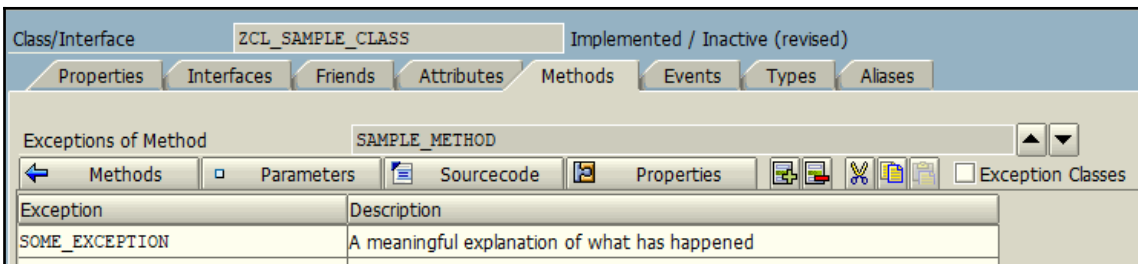 Class/Interface ZCL_SAMPLE_CLASS Implemented / Inactive (revised)
Properties Interfaces Friends Attributes Methods Events Types Aliases
Exceptions of Method SAMPLE_METHOD
Methods Parameters Sourcecode Properties Exception Classes
Exception Description
SOME_EXCEPTION A meaningful explanation of what has happened